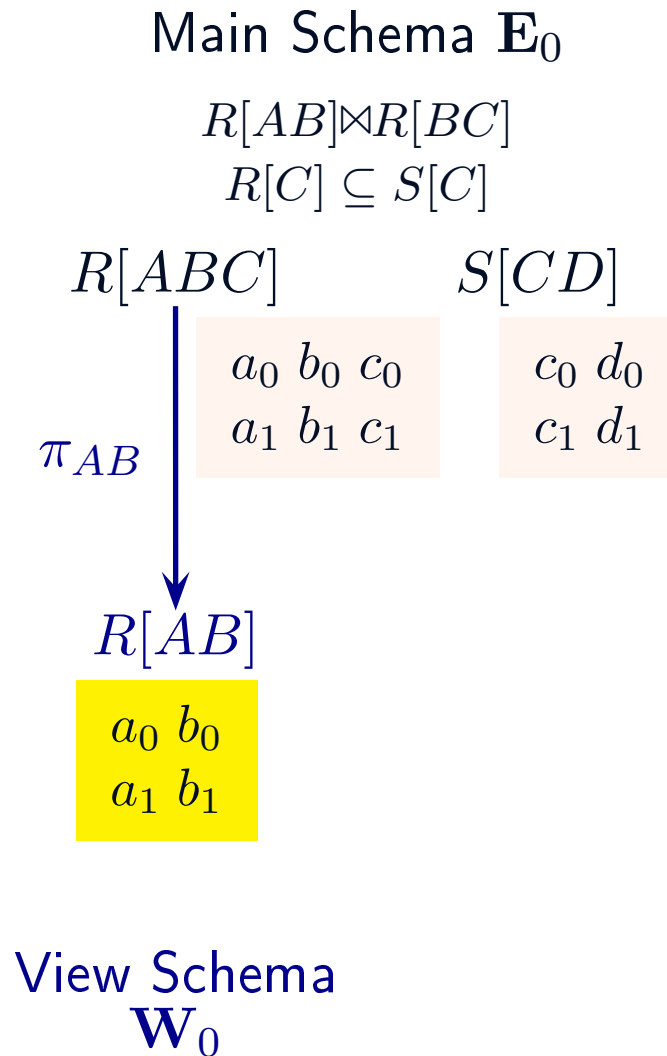 Main Schema E₀
R[AB]⋈R[BC]
R[C] ⊆ S[C]
R[ABC] S[CD]
a₀ b₀ c₀ c₀ d₀
a₁ b₁ c₁ c₁ d₁
π_AB
R[AB]
a₀ b₀
a₁ b₁
View Schema
W₀